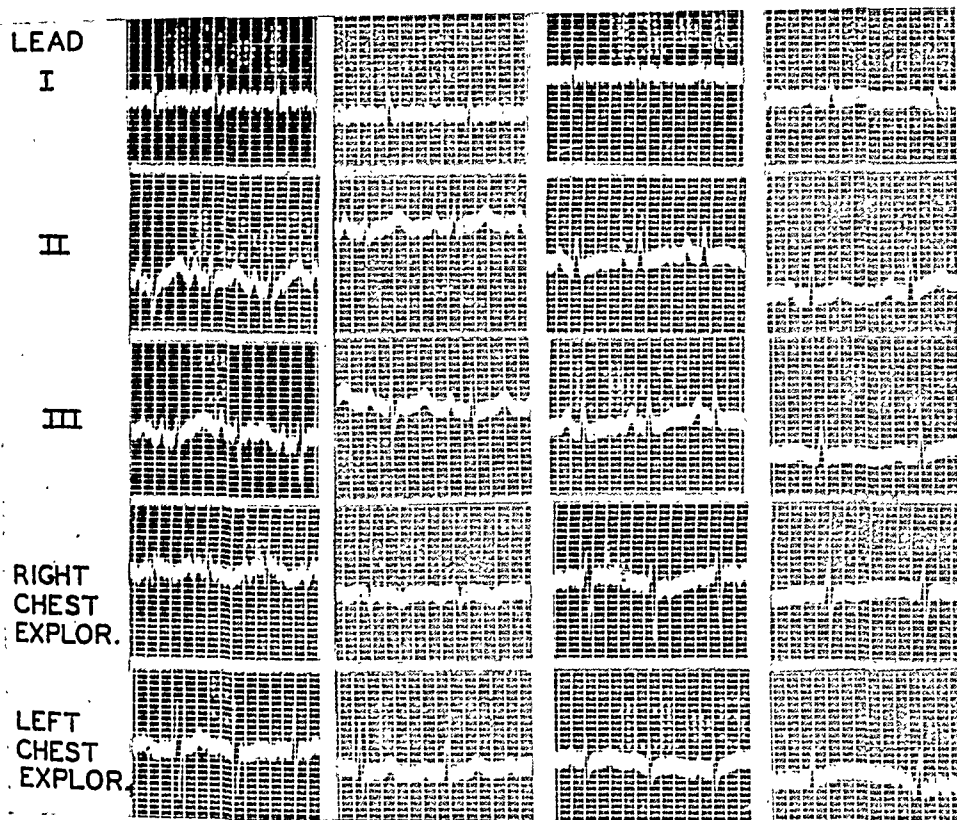 LEAD
I
II
III
RIGHT
CHEST
EXPLOR.
LEFT
CHEST
EXPLOR.